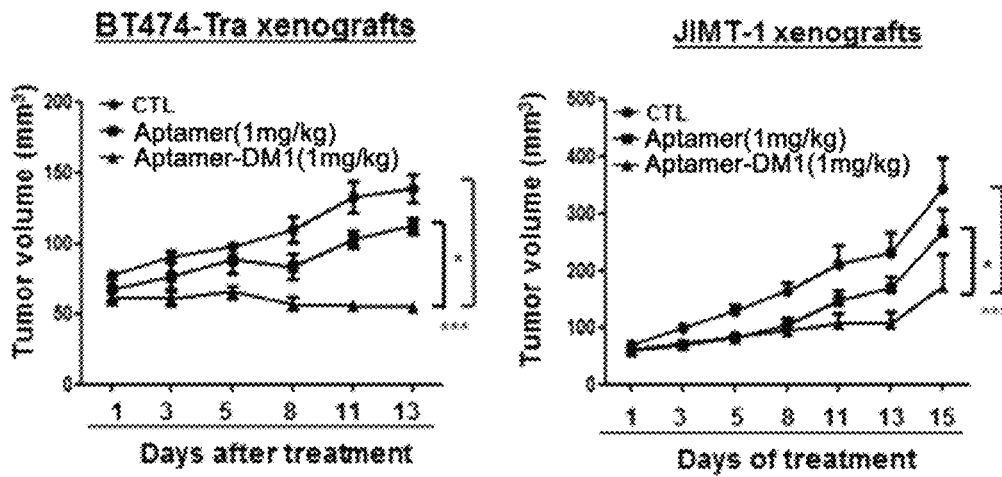 BT474-Tra xenografts
Tumor volume (mm³)
200
150
100
50
0
CTL
Aptamer(1mg/kg)
Aptamer-DM1(1mg/kg)
*
***
1 3 5 8 11 13
Days after treatment
JIMT-1 xenografts
Tumor volume (mm³)
500
400
300
200
100
0
CTL
Aptamer(1mg/kg)
Aptamer-DM1(1mg/kg)
*
***
1 3 5 8 11 13 15
Days of treatment